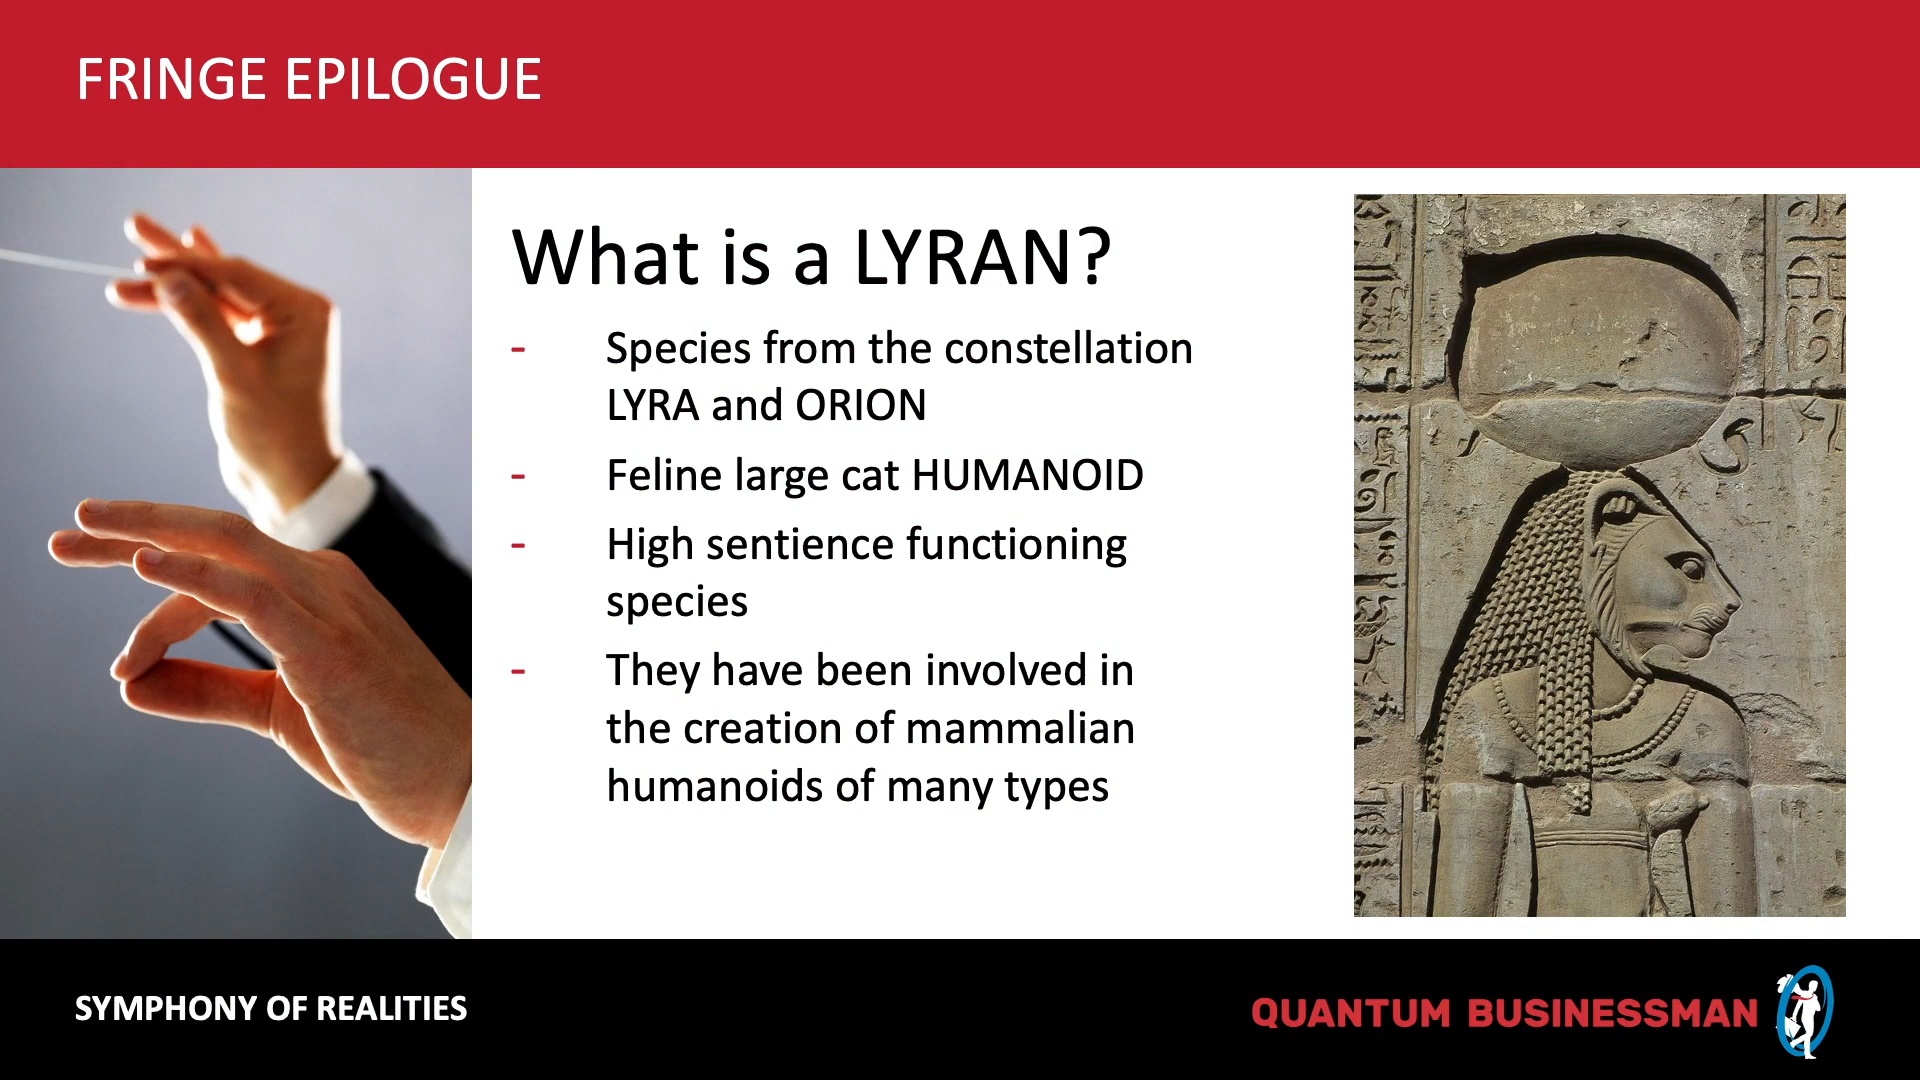 FRINGE EPILOGUE
What is a LYRAN?
- Species from the constellation
LYRA and ORION
- Feline large cat HUMANOID
- High sentience functioning
species
- They have been involved in
the creation of mammalian
humanoids of many types
SYMPHONY OF REALITIES
QUANTUM BUSINESSMAN